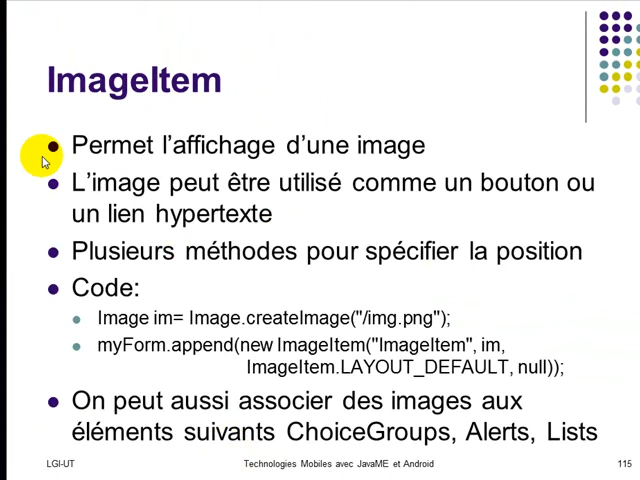 ImageItem
Permet l'affichage d'une image
L'image peut être utilisé comme un bouton ou
un lien hypertexte
Plusieurs méthodes pour spécifier la position
Code:
Image im= Image.createImage("/img.png");
myForm.append(new ImageItem("ImageItem", im,
ImageItem.LAYOUT_DEFAULT, null));
On peut aussi associer des images aux
éléments suivants ChoiceGroups, Alerts, Lists
LGI-UT Technologies Mobiles avec JavaME et Android 115